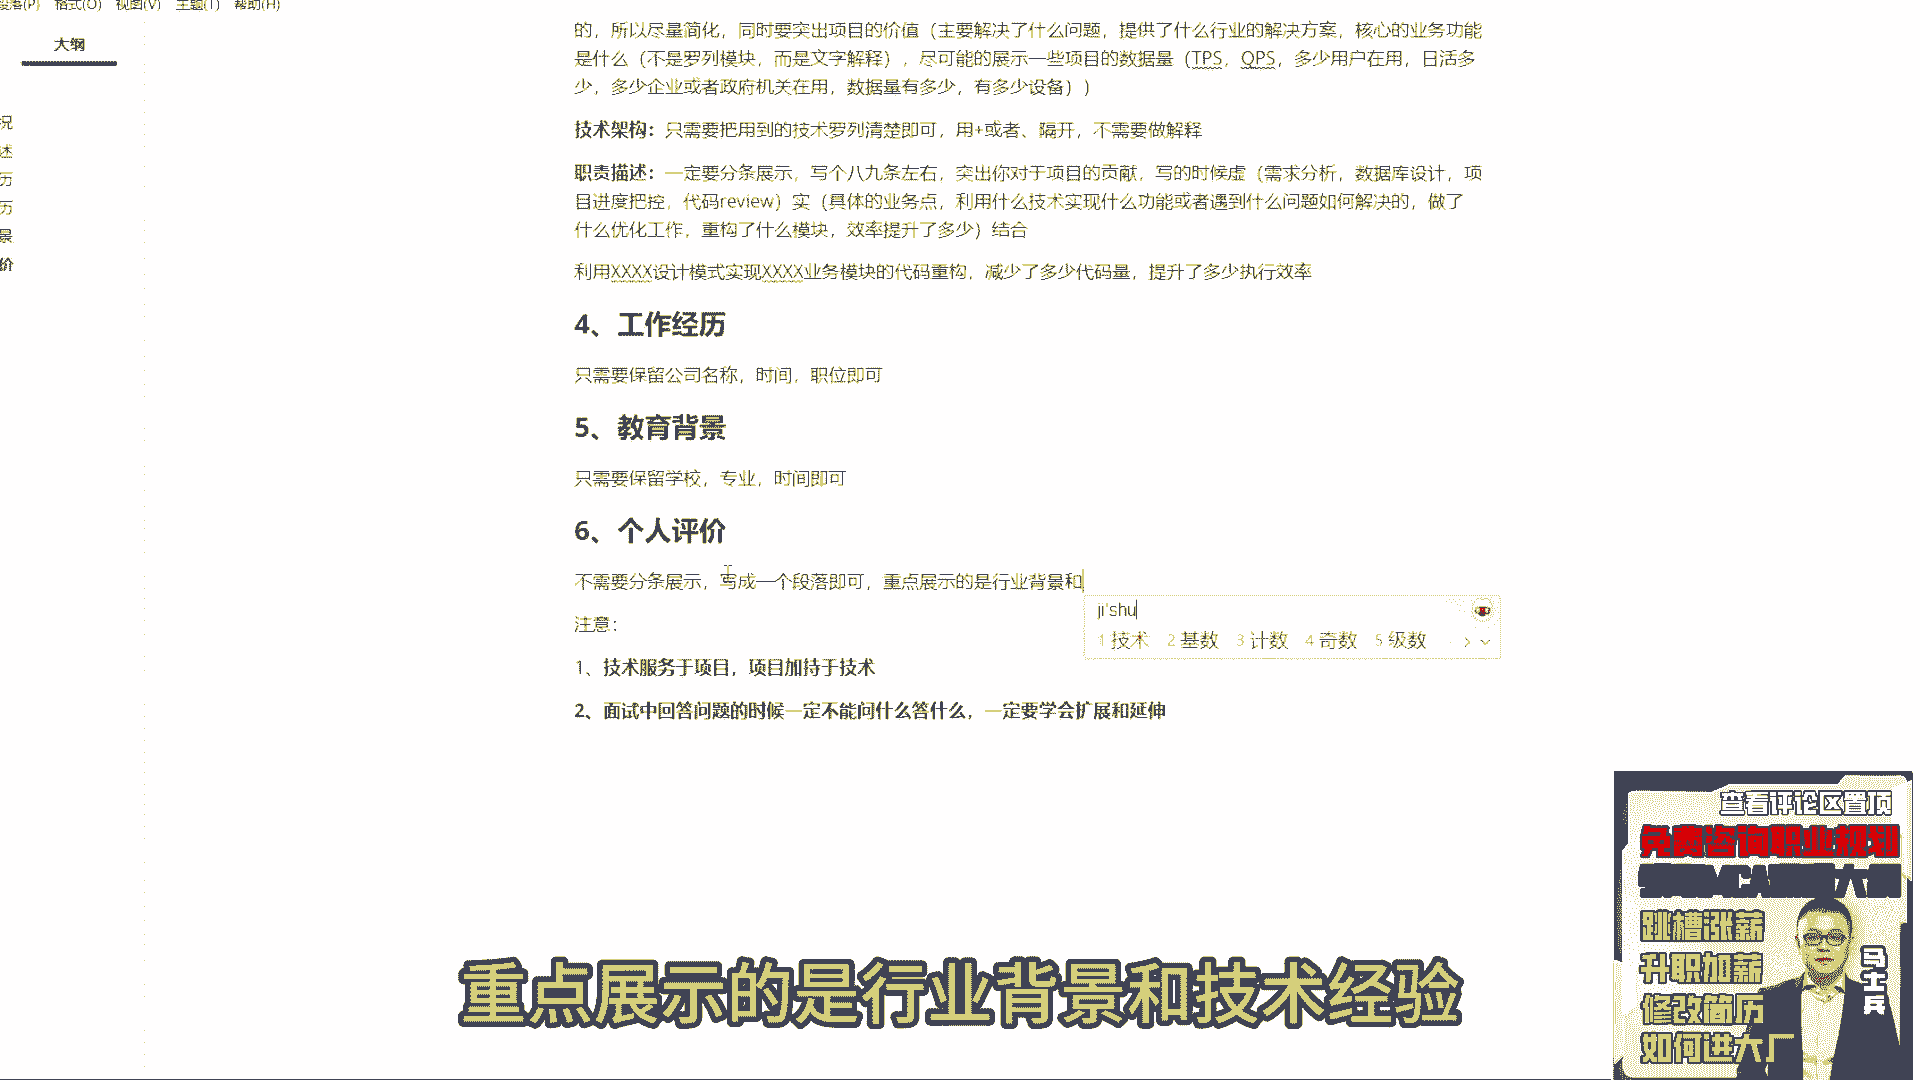 段落(P) 格式(O) 视图(V) 主题(T) 帮助(H)
大纲
况
述
历
历
景
价
的，所以尽量简化，同时要突出项目的价值（主要解决了什么问题，提供了什么行业的解决方案，核心的业务功能
是什么（不是罗列模块，而是文字解释），尽可能的展示一些项目的数据量（TPS，QPS，多少用户在用，日活多
少，多少企业或者政府机关在用，数据量有多少，有多少设备））
技术架构：只需要把用到的技术罗列清楚即可，用+或者、隔开，不需要做解释
职责描述：一定要分条展示，写个八九条左右，突出你对于项目的贡献，写的时候虚（需求分析，数据库设计，项
目进度把控，代码review）实（具体的业务点，利用什么技术实现什么功能或者遇到什么问题如何解决的，做了
什么优化工作，重构了什么模块，效率提升了多少）结合
利用XXXX设计模式实现XXXX业务模块的代码重构，减少了多少代码量，提升了多少执行效率
4、工作经历
只需要保留公司名称，时间，职位即可
5、教育背景
只需要保留学校，专业，时间即可
6、个人评价
不需要分条展示，写成一个段落即可，重点展示的是行业背景和
ji'shu
1 技术 2 基数 3 计数 4 奇数 5 级数
注意：
1、技术服务于项目，项目加持于技术
2、面试中回答问题的时候一定不能问什么答什么，一定要学会扩展和延伸
查看评论区置顶
免费咨询职业规划
跳槽涨薪
升职加薪
修改简历
如何进大厂
马士兵
重点展示的是行业背景和技术经验